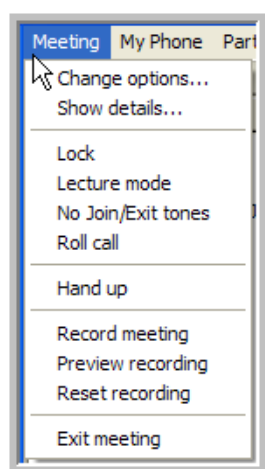 Meeting My Phone Part
Change options...
Show details...
Lock
Lecture mode
No Join/Exit tones
Roll call
Hand up
Record meeting
Preview recording
Reset recording
Exit meeting